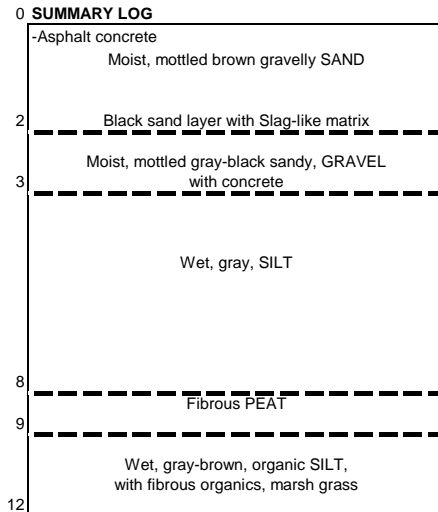 0 SUMMARY LOG
-Asphalt concrete
Moist, mottled brown gravelly SAND
2 Black sand layer with Slag-like matrix
Moist, mottled gray-black sandy, GRAVEL
3 with concrete
Wet, gray, SILT
8
Fibrous PEAT
9
Wet, gray-brown, organic SILT,
with fibrous organics, marsh grass
12